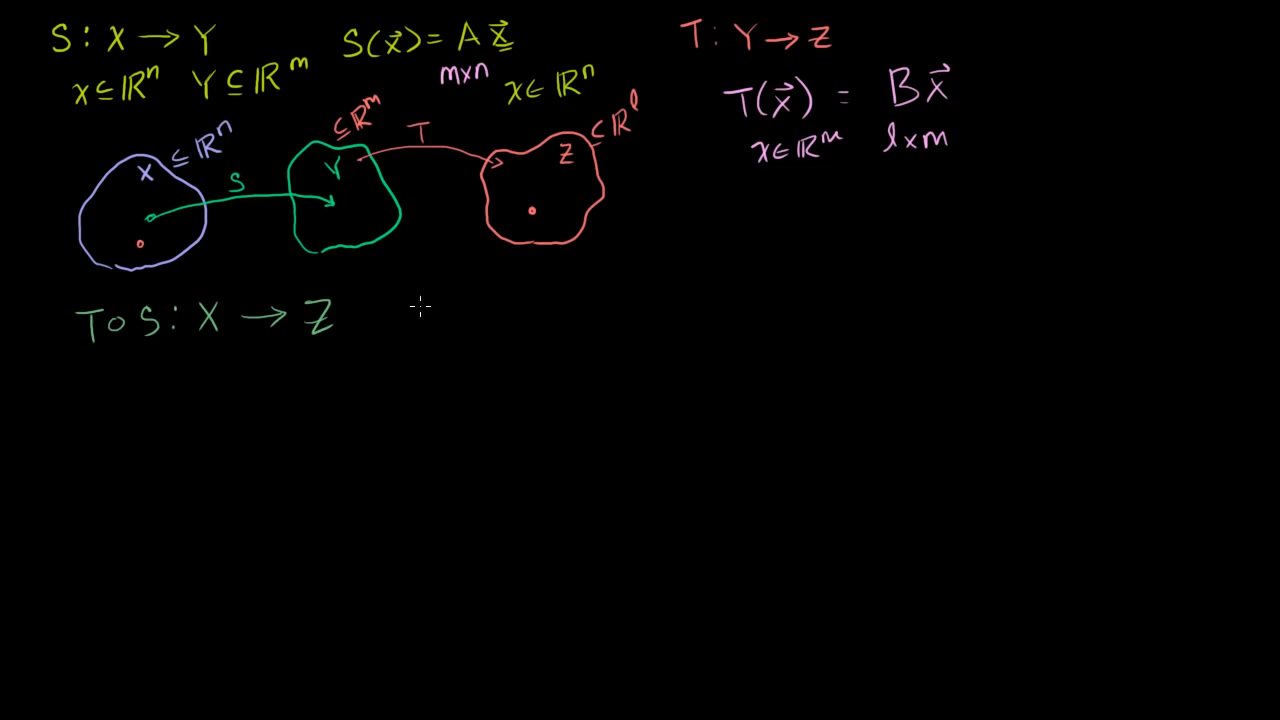 S : X → Y    S(x⃗) = A x⃗    T : Y → Z
X ⊆ ℝⁿ    Y ⊆ ℝᵐ    m×n    x ∈ ℝⁿ    T(x⃗) = B x⃗
x ∈ ℝᵐ    l×m
X ⊆ ℝⁿ    S    Y ⊆ ℝᵐ    T    Z ⊆ ℝˡ
T ∘ S : X → Z